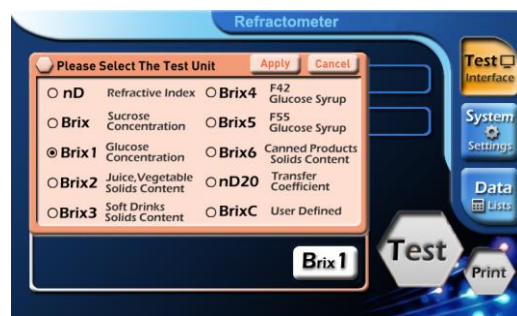 Refractometer
Please Select The Test Unit
Apply
Cancel
nD Refractive Index
Brix4 F42
Glucose Syrup
Brix Sucrose
Concentration
Brix5 F55
Glucose Syrup
Brix1 Glucose
Concentration
Brix6 Canned Products
Solids Content
Brix2 Juice,Vegetable
Solids Content
nD20 Transfer
Coefficient
Brix3 Soft Drinks
Solids Content
BrixC User Defined
Brix1
Test
Print
Test
Interface
System
Settings
Data
Lists